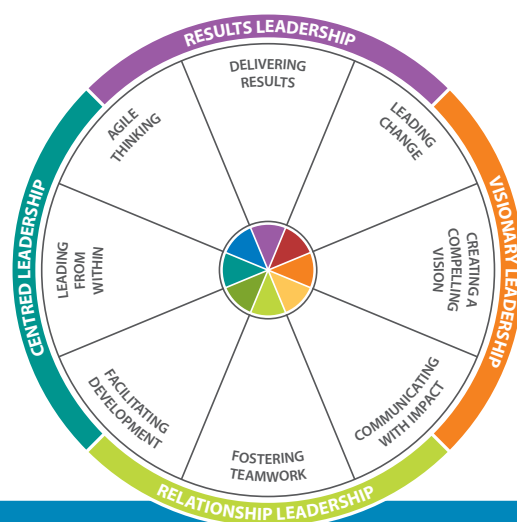 RESULTS LEADERSHIP
DELIVERING
RESULTS
LEADING
CHANGE
VISIONARY LEADERSHIP
CREATING A
COMPELLING
VISION
COMMUNICATING
WITH IMPACT
RELATIONSHIP LEADERSHIP
FOSTERING
TEAMWORK
FACILITATING
DEVELOPMENT
CENTRED LEADERSHIP
LEADING
FROM
WITHIN
AGILE
THINKING